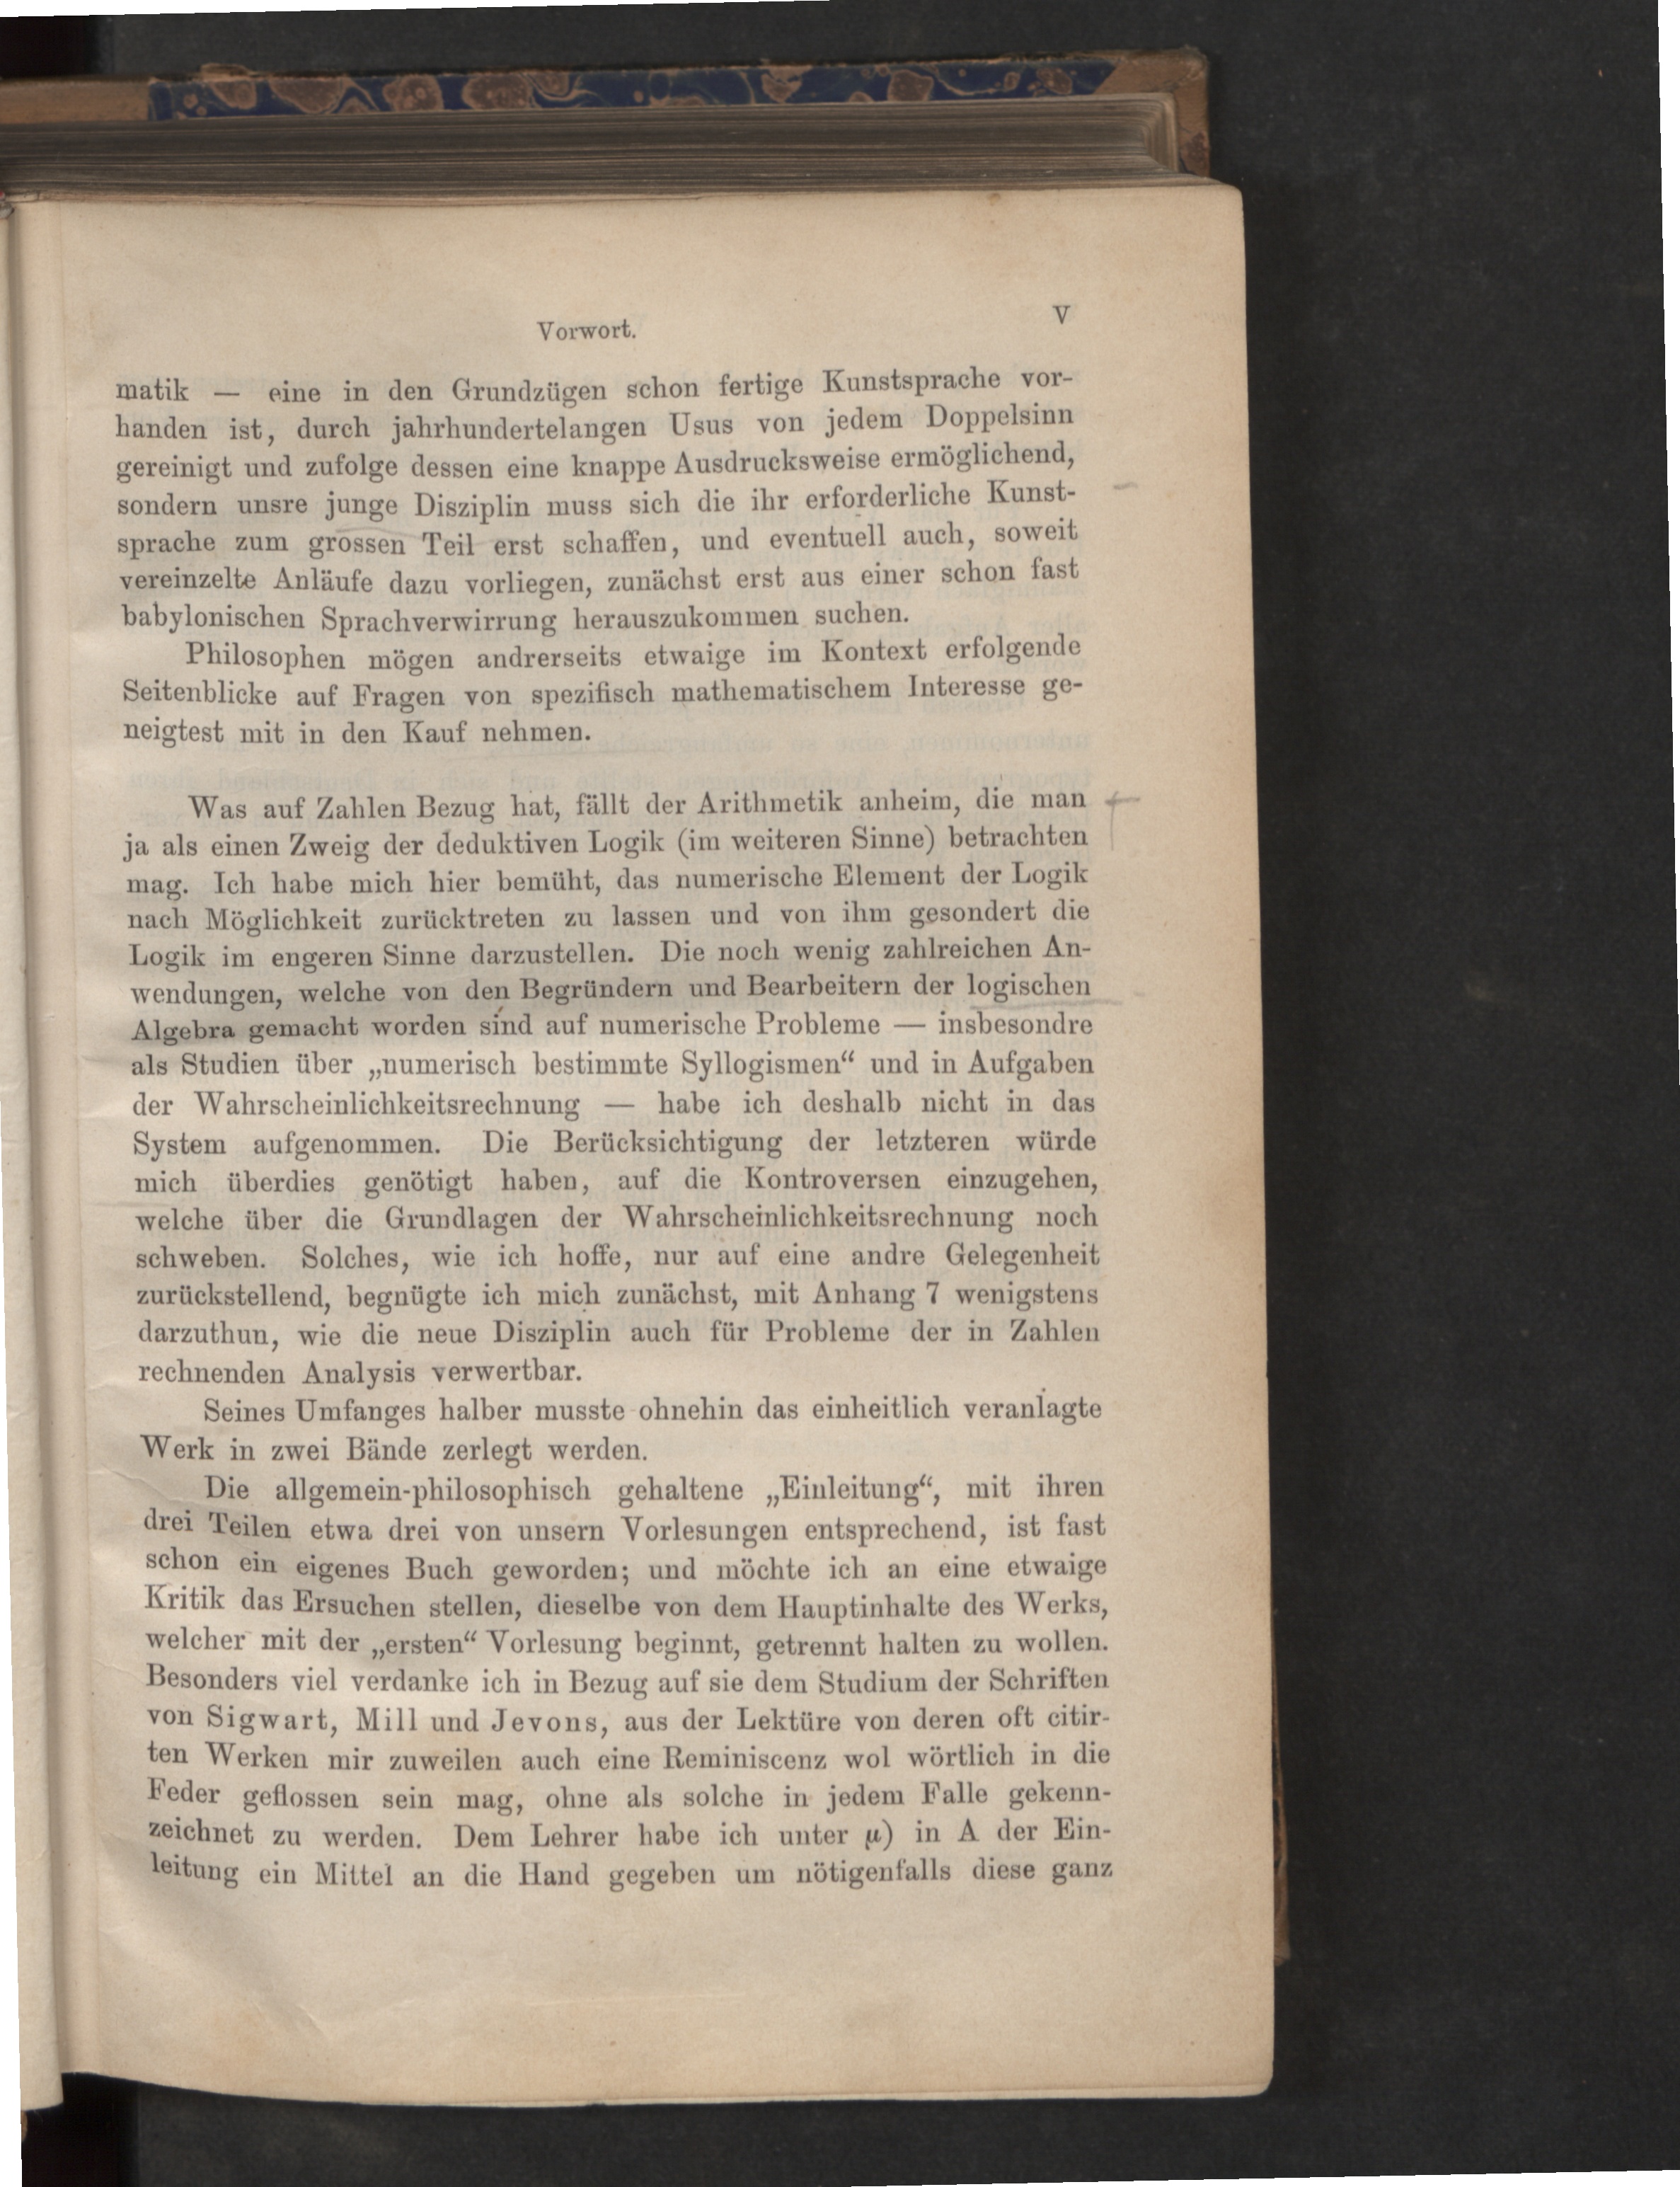 Vorwort.
V
matik — eine in den Grundzügen schon fertige Kunstsprache vor-
handen ist, durch jahrhundertelangen Usus von jedem Doppelsinn
gereinigt und zufolge dessen eine knappe Ausdrucksweise ermöglichend,
sondern unsre junge Disziplin muss sich die ihr erforderliche Kunst-
sprache zum grossen Teil erst schaffen, und eventuell auch, soweit
vereinzelte Anläufe dazu vorliegen, zunächst erst aus einer schon fast
babylonischen Sprachverwirrung herauszukommen suchen.
Philosophen mögen andrerseits etwaige im Kontext erfolgende
Seitenblicke auf Fragen von spezifisch mathematischem Interesse ge-
neigtest mit in den Kauf nehmen.
Was auf Zahlen Bezug hat, fällt der Arithmetik anheim, die man
ja als einen Zweig der deduktiven Logik (im weiteren Sinne) betrachten
mag. Ich habe mich hier bemüht, das numerische Element der Logik
nach Möglichkeit zurücktreten zu lassen und von ihm gesondert die
Logik im engeren Sinne darzustellen. Die noch wenig zahlreichen An-
wendungen, welche von den Begründern und Bearbeitern der logischen
Algebra gemacht worden sind auf numerische Probleme — insbesondre
als Studien über „numerisch bestimmte Syllogismen“ und in Aufgaben
der Wahrscheinlichkeitsrechnung — habe ich deshalb nicht in das
System aufgenommen. Die Berücksichtigung der letzteren würde
mich überdies genötigt haben, auf die Kontroversen einzugehen,
welche über die Grundlagen der Wahrscheinlichkeitsrechnung noch
schweben. Solches, wie ich hoffe, nur auf eine andre Gelegenheit
zurückstellend, begnügte ich mich zunächst, mit Anhang 7 wenigstens
darzuthun, wie die neue Disziplin auch für Probleme der in Zahlen
rechnenden Analysis verwertbar.
Seines Umfanges halber musste ohnehin das einheitlich veranlagte
Werk in zwei Bände zerlegt werden.
Die allgemein-philosophisch gehaltene „Einleitung“, mit ihren
drei Teilen etwa drei von unsern Vorlesungen entsprechend, ist fast
schon ein eigenes Buch geworden; und möchte ich an eine etwaige
Kritik das Ersuchen stellen, dieselbe von dem Hauptinhalte des Werks,
welcher mit der „ersten“ Vorlesung beginnt, getrennt halten zu wollen.
Besonders viel verdanke ich in Bezug auf sie dem Studium der Schriften
von Sigwart, Mill und Jevons, aus der Lektüre von deren oft citir-
ten Werken mir zuweilen auch eine Reminiscenz wol wörtlich in die
Feder geflossen sein mag, ohne als solche in jedem Falle gekenn-
zeichnet zu werden. Dem Lehrer habe ich unter μ) in A der Ein-
leitung ein Mittel an die Hand gegeben um nötigenfalls diese ganz